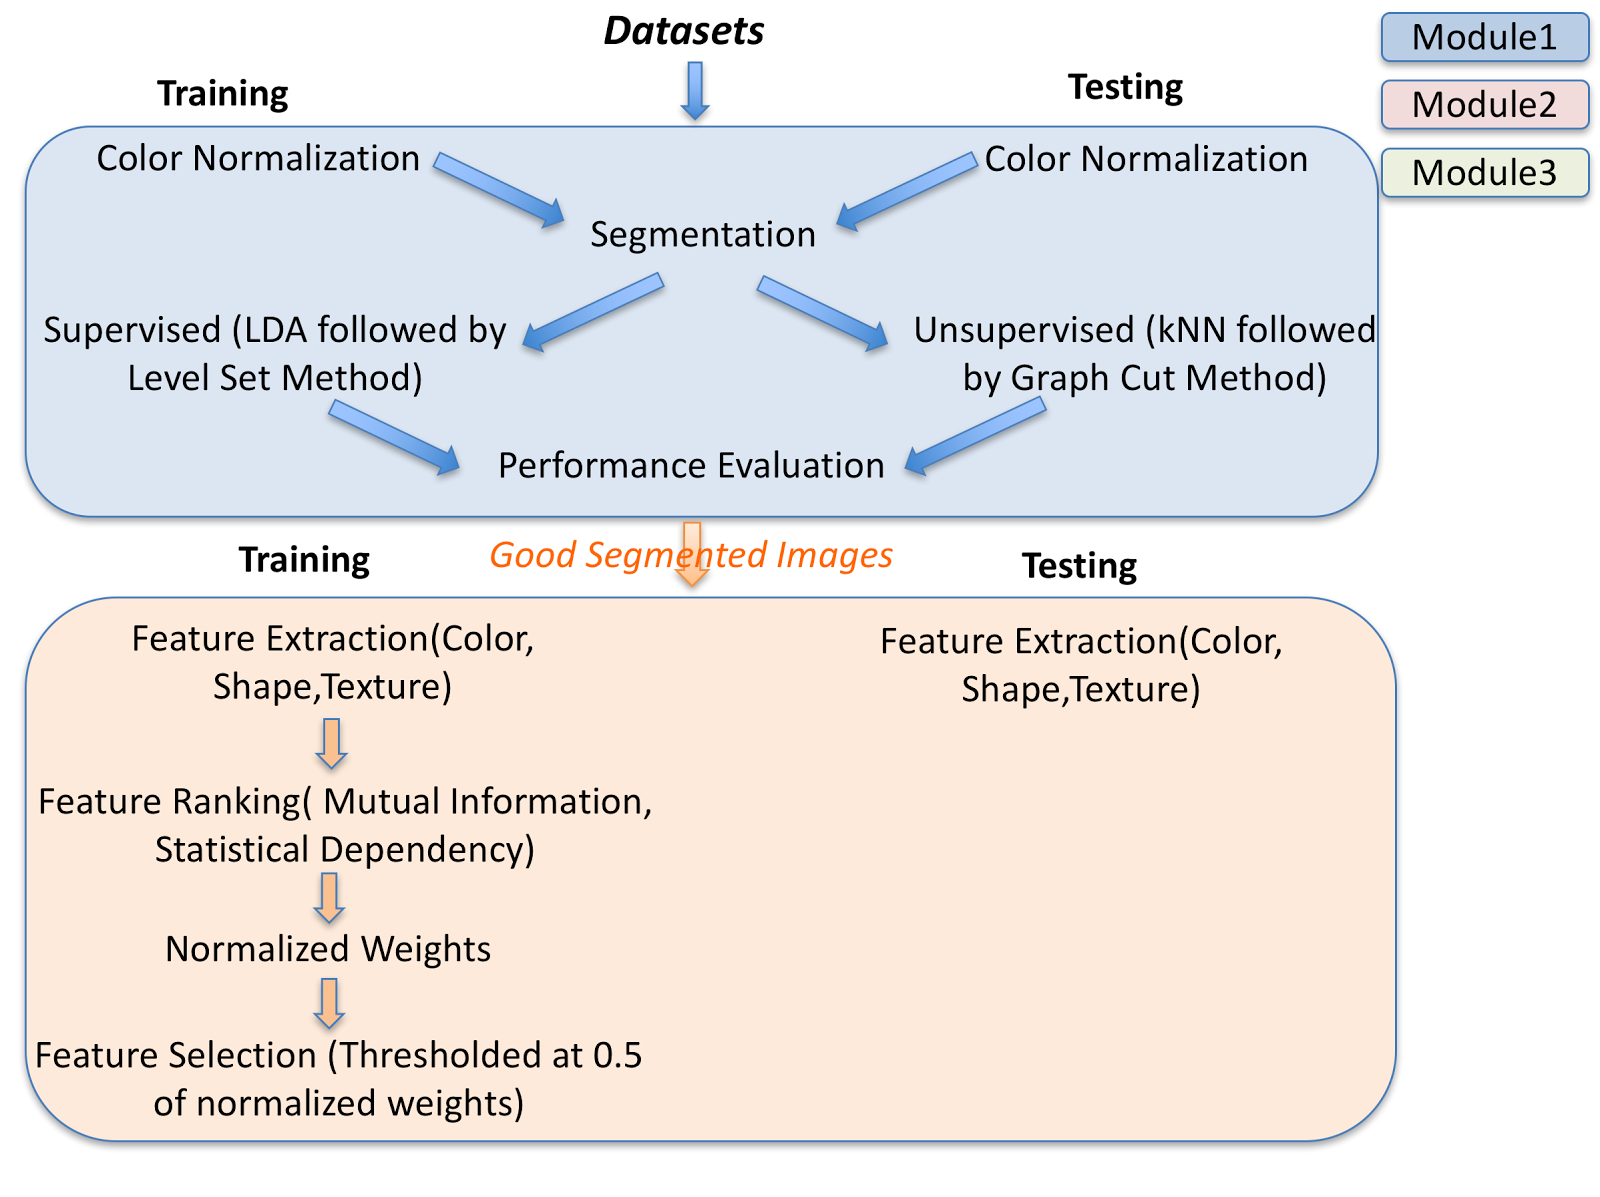 Datasets
Module1
Module2
Module3
Training
Testing
Color Normalization
Color Normalization
Segmentation
Supervised (LDA followed by
Level Set Method)
Unsupervised (kNN followed
by Graph Cut Method)
Performance Evaluation
Good Segmented Images
Training
Testing
Feature Extraction(Color,
Shape,Texture)
Feature Extraction(Color,
Shape,Texture)
Feature Ranking( Mutual Information,
Statistical Dependency)
Normalized Weights
Feature Selection (Thresholded at 0.5
of normalized weights)